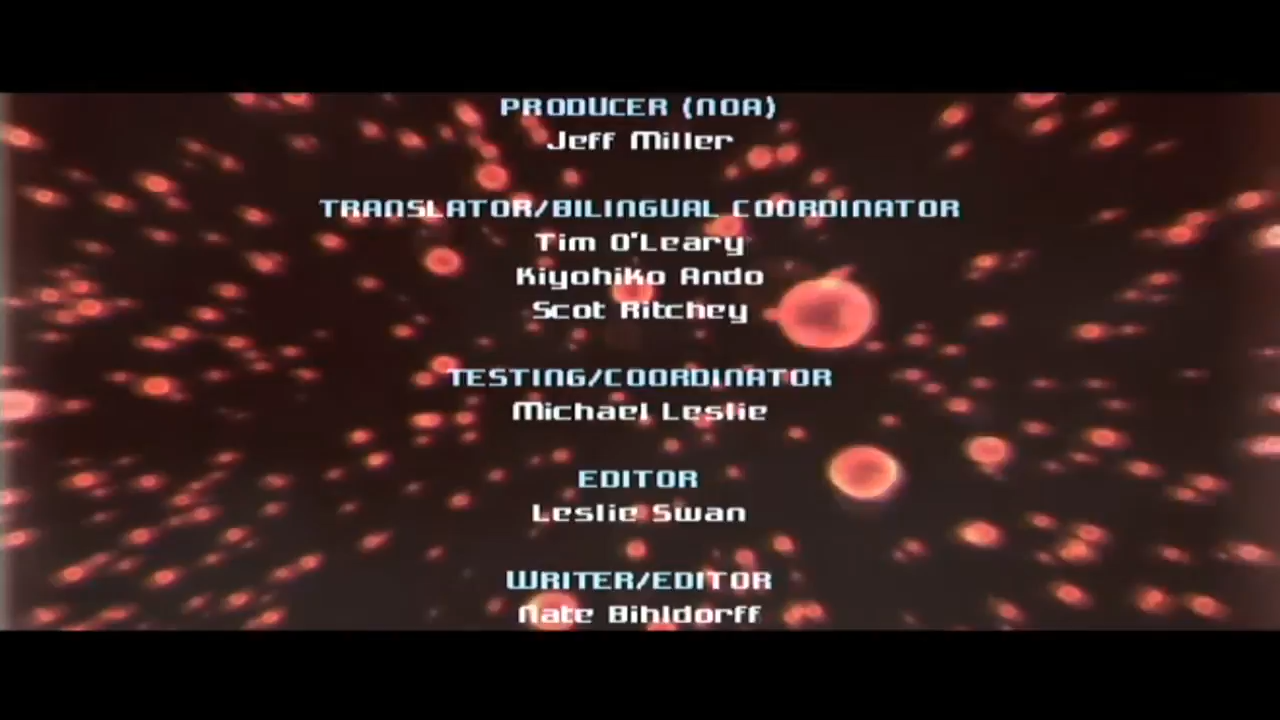 PRODUCER (NOA)
Jeff Miller
TRANSLATOR/BILINGUAL COORDINATOR
Tim O'Leary
Kiyohiko Ando
Scot Ritchey
TESTING/COORDINATOR
Michael Leslie
EDITOR
Leslie Swan
WRITER/EDITOR
Nate Bihldorff